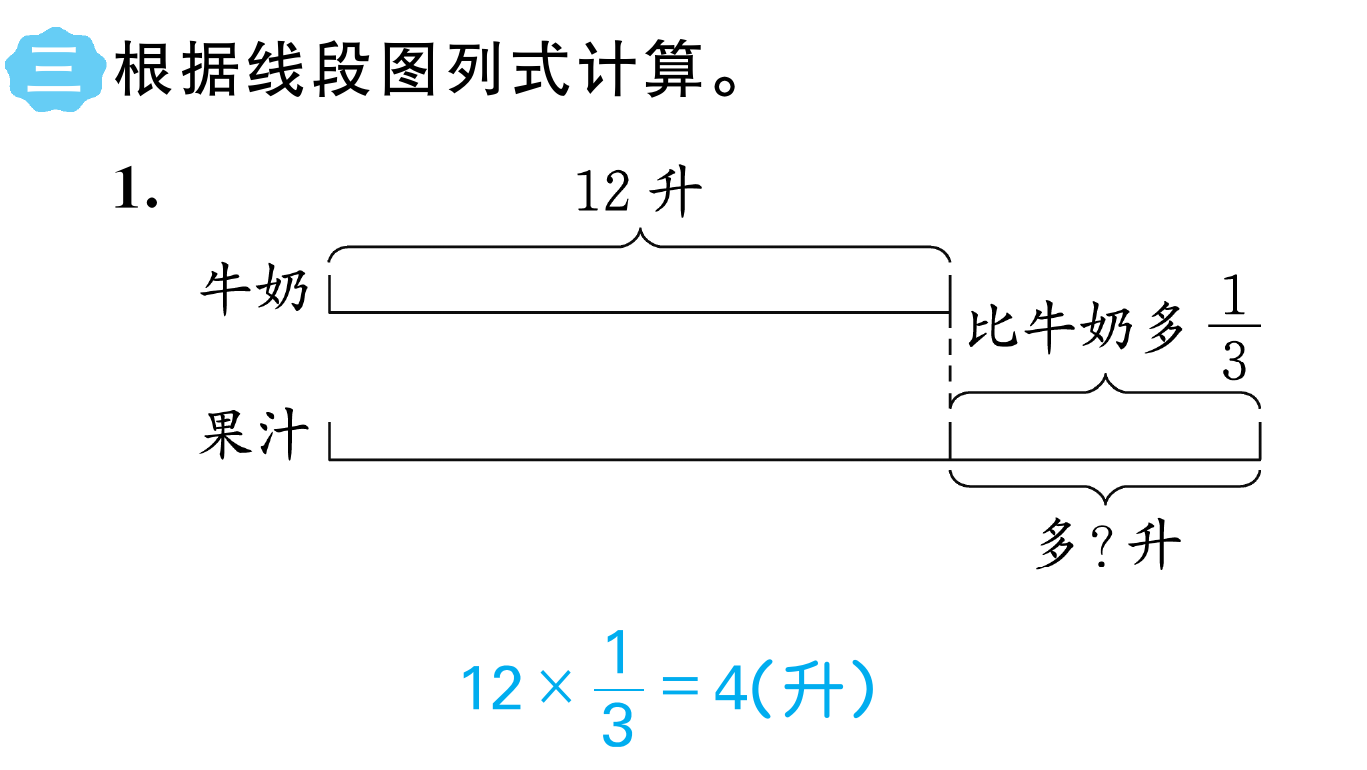 三 根据线段图列式计算。
1.
12 升
牛奶
比牛奶多 1/3
果汁
多?升
12 × 1/3 = 4(升)